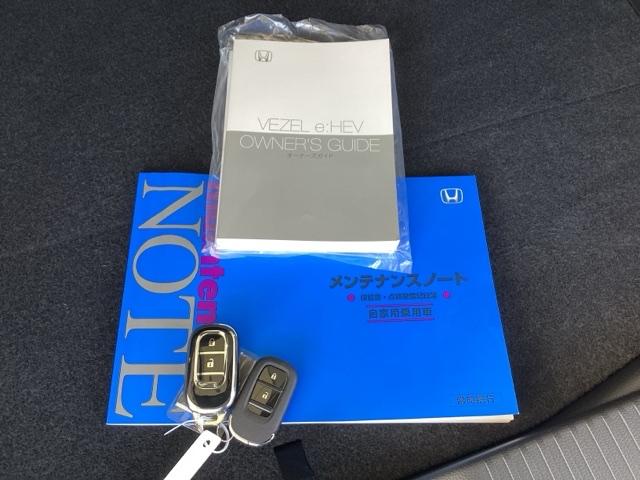 VEZEL e:HEV
OWNER'S GUIDE
オーナーズガイド
NOTE
メンテナンスノート
自家用乗用車